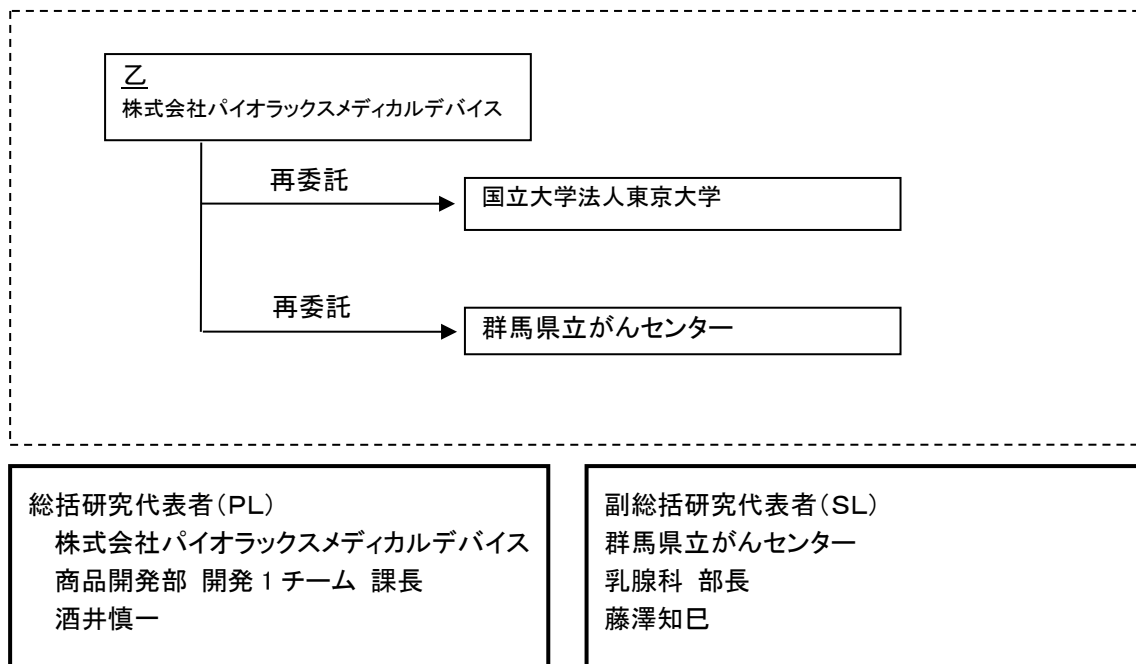 乙
株式会社パイオラックスメディカルデバイス
再委託
国立大学法人東京大学
再委託
群馬県立がんセンター
総括研究代表者(PL)
株式会社パイオラックスメディカルデバイス
商品開発部 開発1チーム 課長
酒井慎一
副総括研究代表者(SL)
群馬県立がんセンター
乳腺科 部長
藤澤知巳